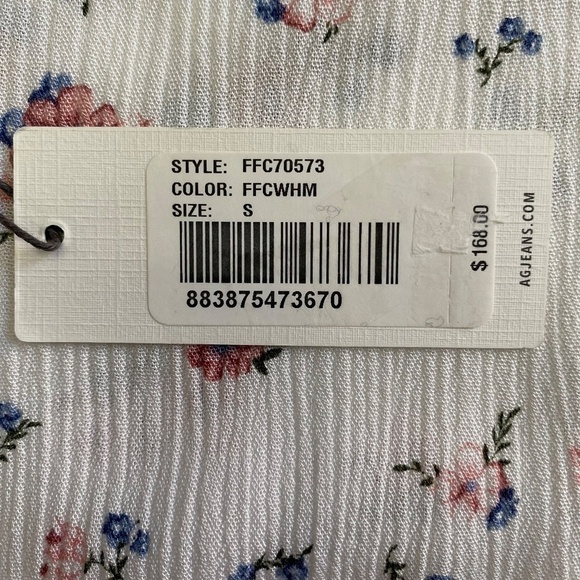 STYLE: FFC70573
COLOR: FFCWHM
SIZE: S
883875473670
$168.00
AGJEANS.COM